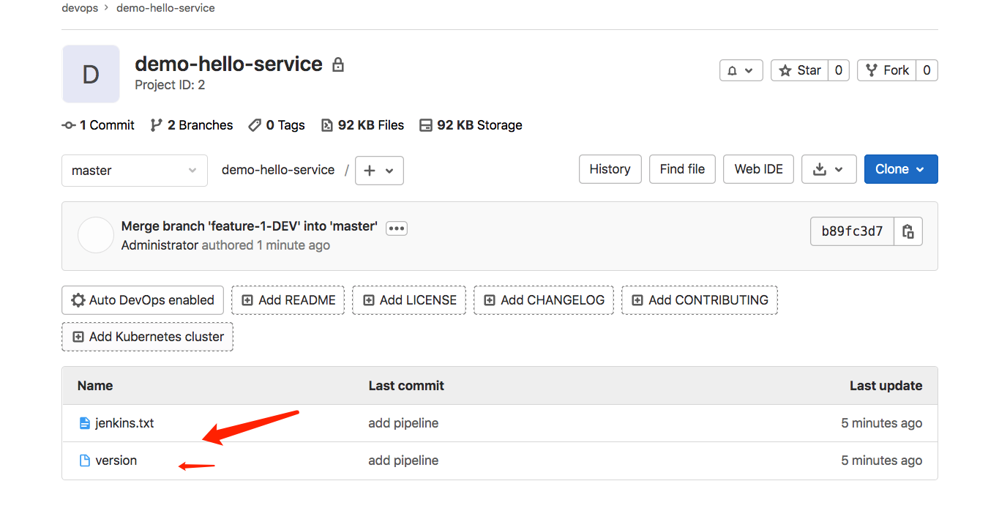 devops > demo-hello-service
D
demo-hello-service
Project ID: 2
Star 0 Fork 0
1 Commit 2 Branches 0 Tags 92 KB Files 92 KB Storage
master demo-hello-service / + History Find file Web IDE Clone
Merge branch 'feature-1-DEV' into 'master' •••
Administrator authored 1 minute ago
b89fc3d7
Auto DevOps enabled Add README Add LICENSE Add CHANGELOG Add CONTRIBUTING
Add Kubernetes cluster
Name Last commit Last update
jenkins.txt add pipeline 5 minutes ago
version add pipeline 5 minutes ago